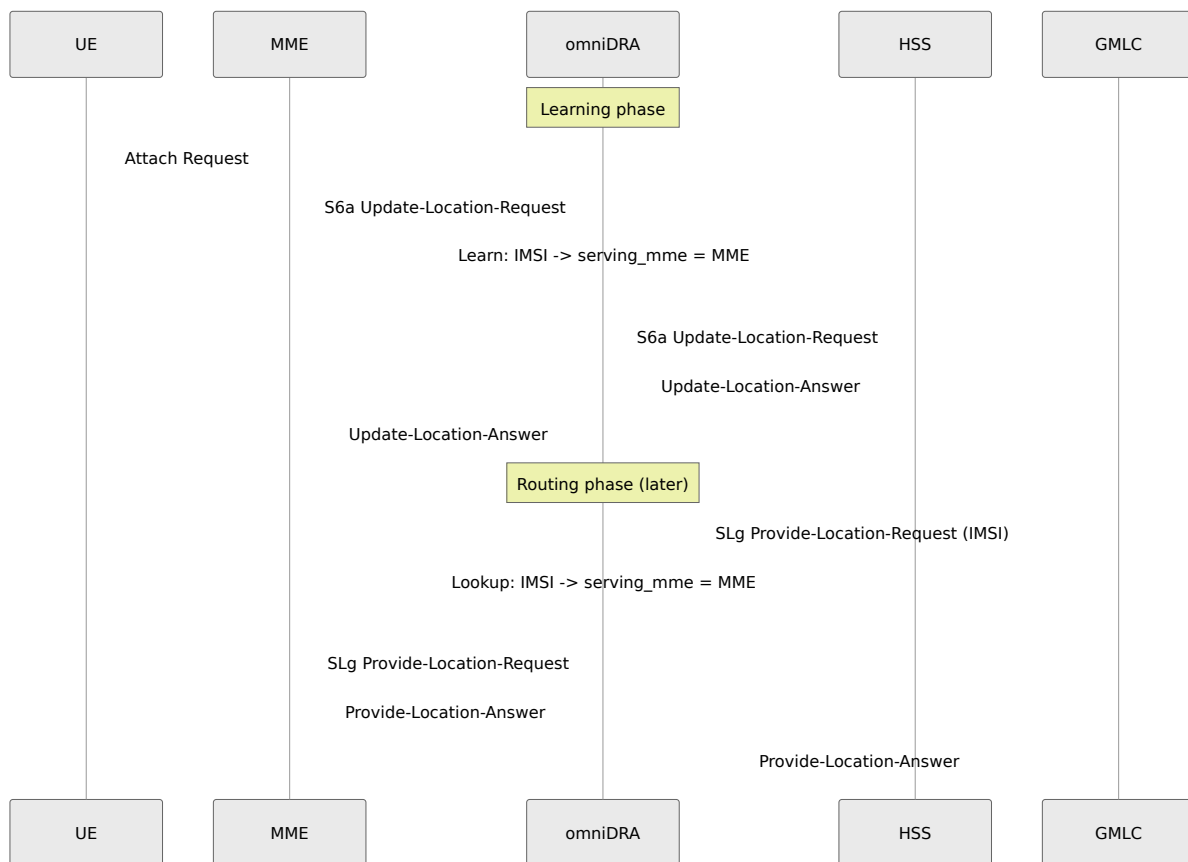 UE
MME
omniDRA
HSS
GMLC
Learning phase
Attach Request
S6a Update-Location-Request
Learn: IMSI -> serving_mme = MME
S6a Update-Location-Request
Update-Location-Answer
Update-Location-Answer
Routing phase (later)
SLg Provide-Location-Request (IMSI)
Lookup: IMSI -> serving_mme = MME
SLg Provide-Location-Request
Provide-Location-Answer
Provide-Location-Answer
UE
MME
omniDRA
HSS
GMLC